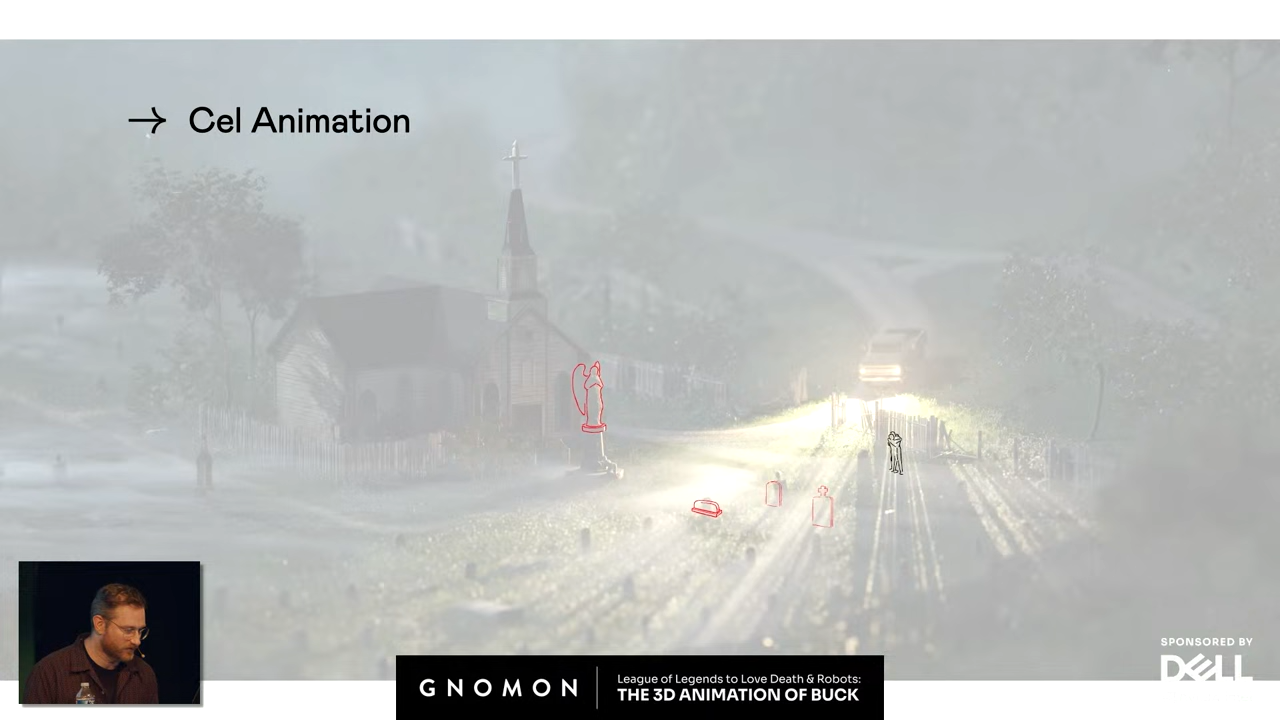 → Cel Animation
SPONSORED BY
DELL
GNOMON
League of Legends to Love Death & Robots:
THE 3D ANIMATION OF BUCK